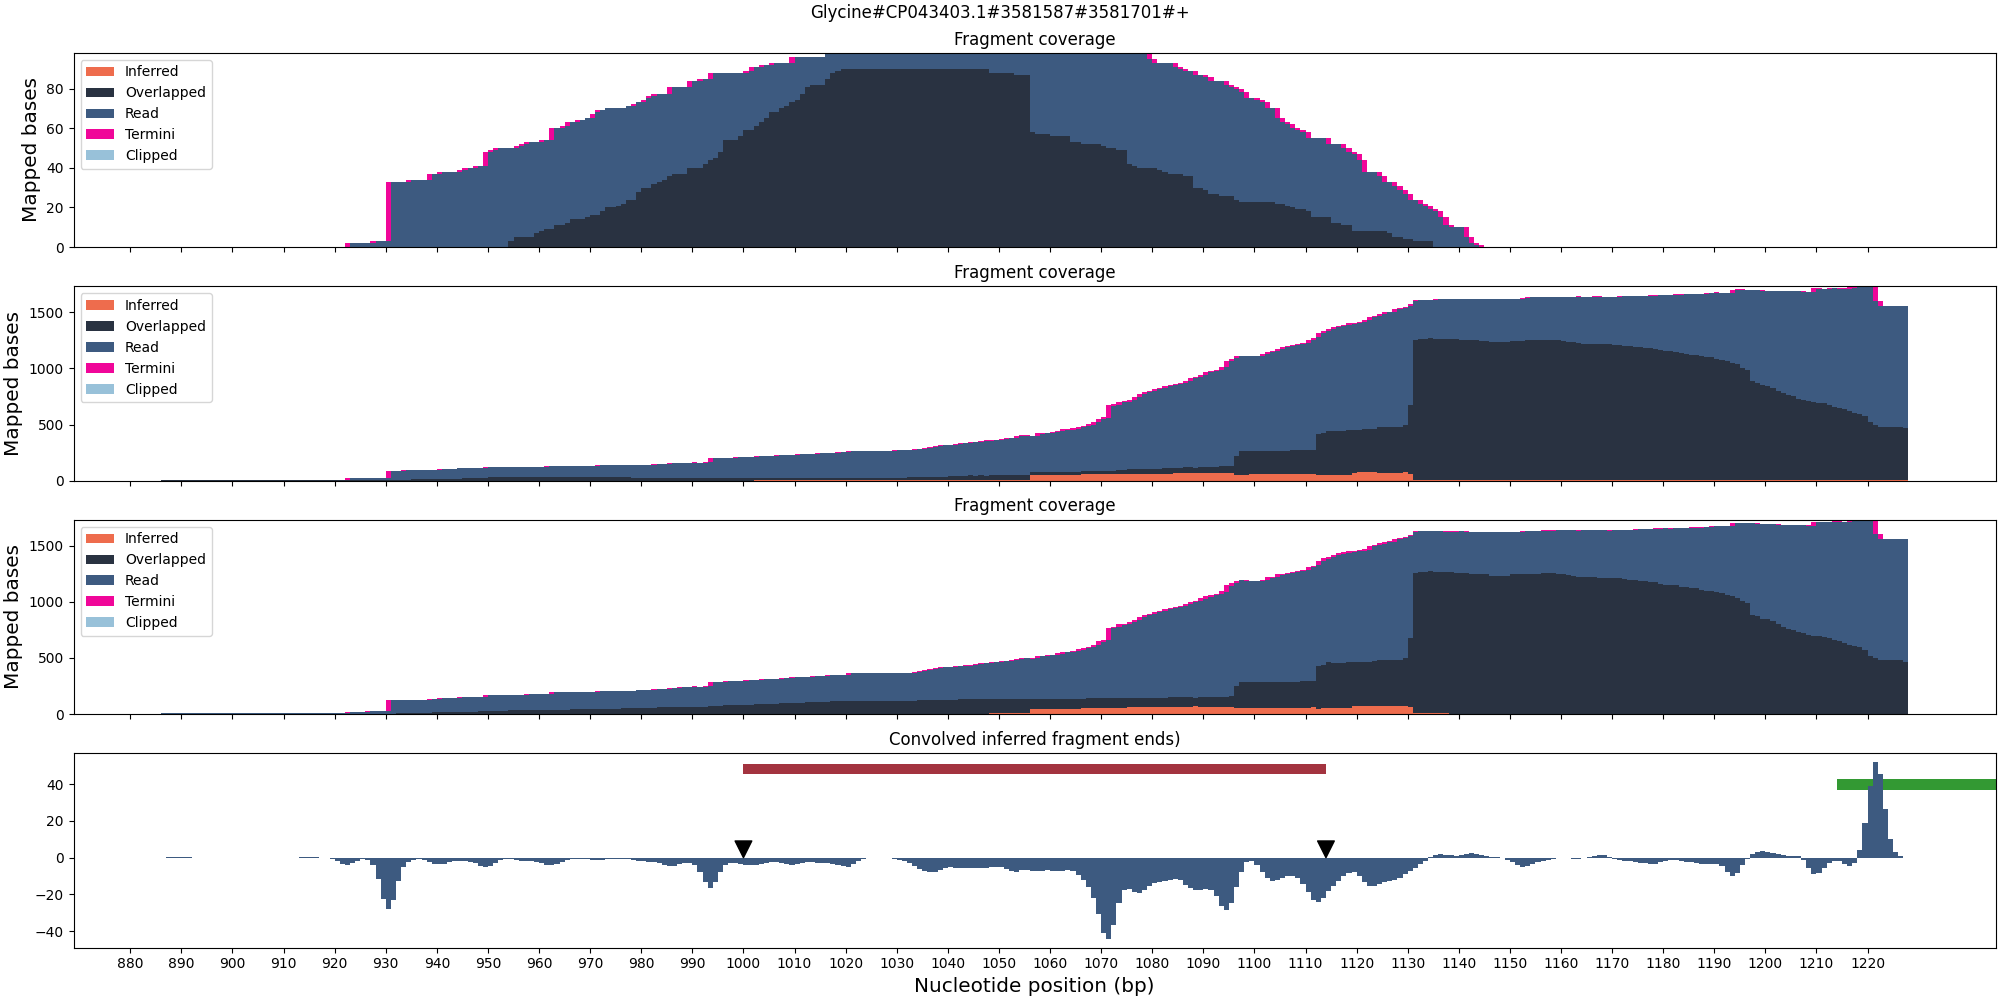 Glycine#CP043403.1#3581587#3581701#+
Fragment coverage
Mapped bases
80
60
40
20
0
Inferred
Overlapped
Read
Termini
Clipped
Fragment coverage
Mapped bases
1500
1000
500
0
Inferred
Overlapped
Read
Termini
Clipped
Fragment coverage
Mapped bases
1500
1000
500
0
Inferred
Overlapped
Read
Termini
Clipped
Convolved inferred fragment ends)
40
20
0
−20
−40
880 890 900 910 920 930 940 950 960 970 980 990 1000 1010 1020 1030 1040 1050 1060 1070 1080 1090 1100 1110 1120 1130 1140 1150 1160 1170 1180 1190 1200 1210 1220
Nucleotide position (bp)